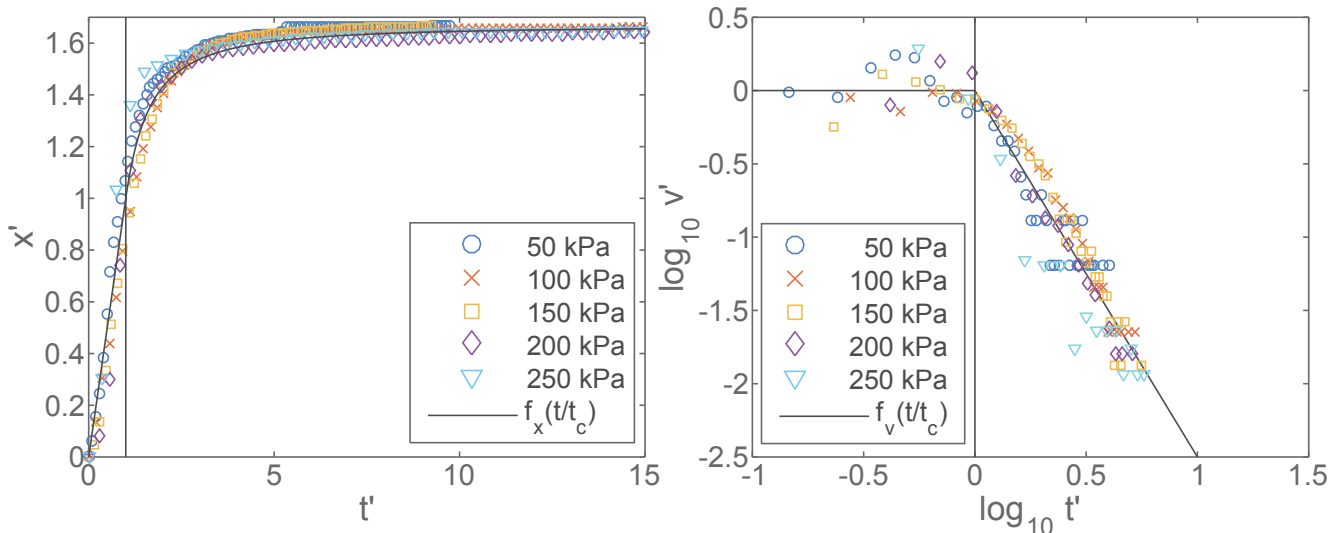 1.6
1.4
1.2
1
0.8
0.6
0.4
0.2
0
x'
0
5
10
15
t'
50 kPa
100 kPa
150 kPa
200 kPa
250 kPa
f_x(t/t_c)
0.5
0
-0.5
-1
-1.5
-2
-2.5
log_10 v'
-1
-0.5
0
0.5
1
1.5
log_10 t'
50 kPa
100 kPa
150 kPa
200 kPa
250 kPa
f_v(t/t_c)